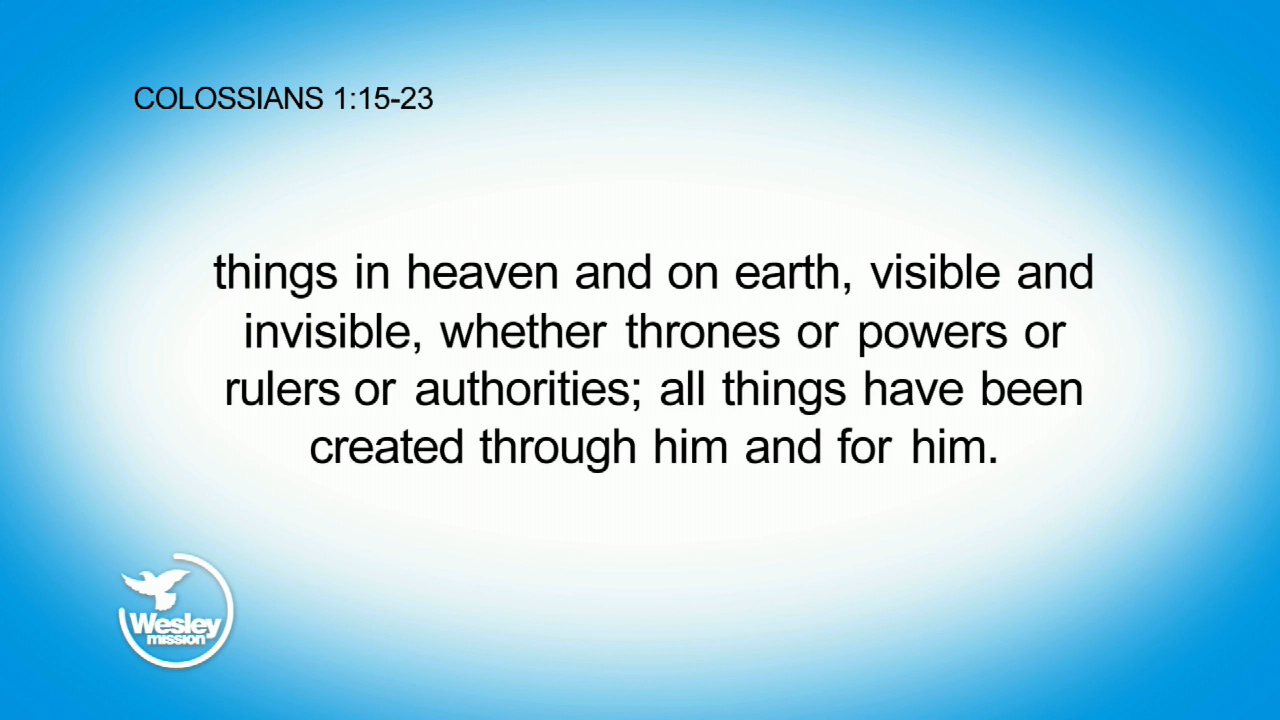 COLOSSIANS 1:15-23
things in heaven and on earth, visible and
invisible, whether thrones or powers or
rulers or authorities; all things have been
created through him and for him.
Wesley
mission